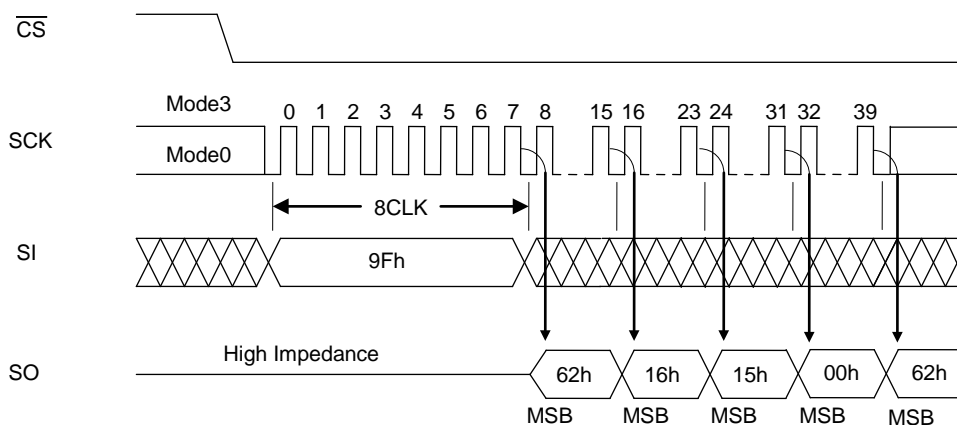 CS
Mode3
0 1 2 3 4 5 6 7 8 15 16 23 24 31 32 39
SCK
Mode0
8CLK
SI
9Fh
High Impedance
SO
62h 16h 15h 00h 62h
MSB MSB MSB MSB MSB